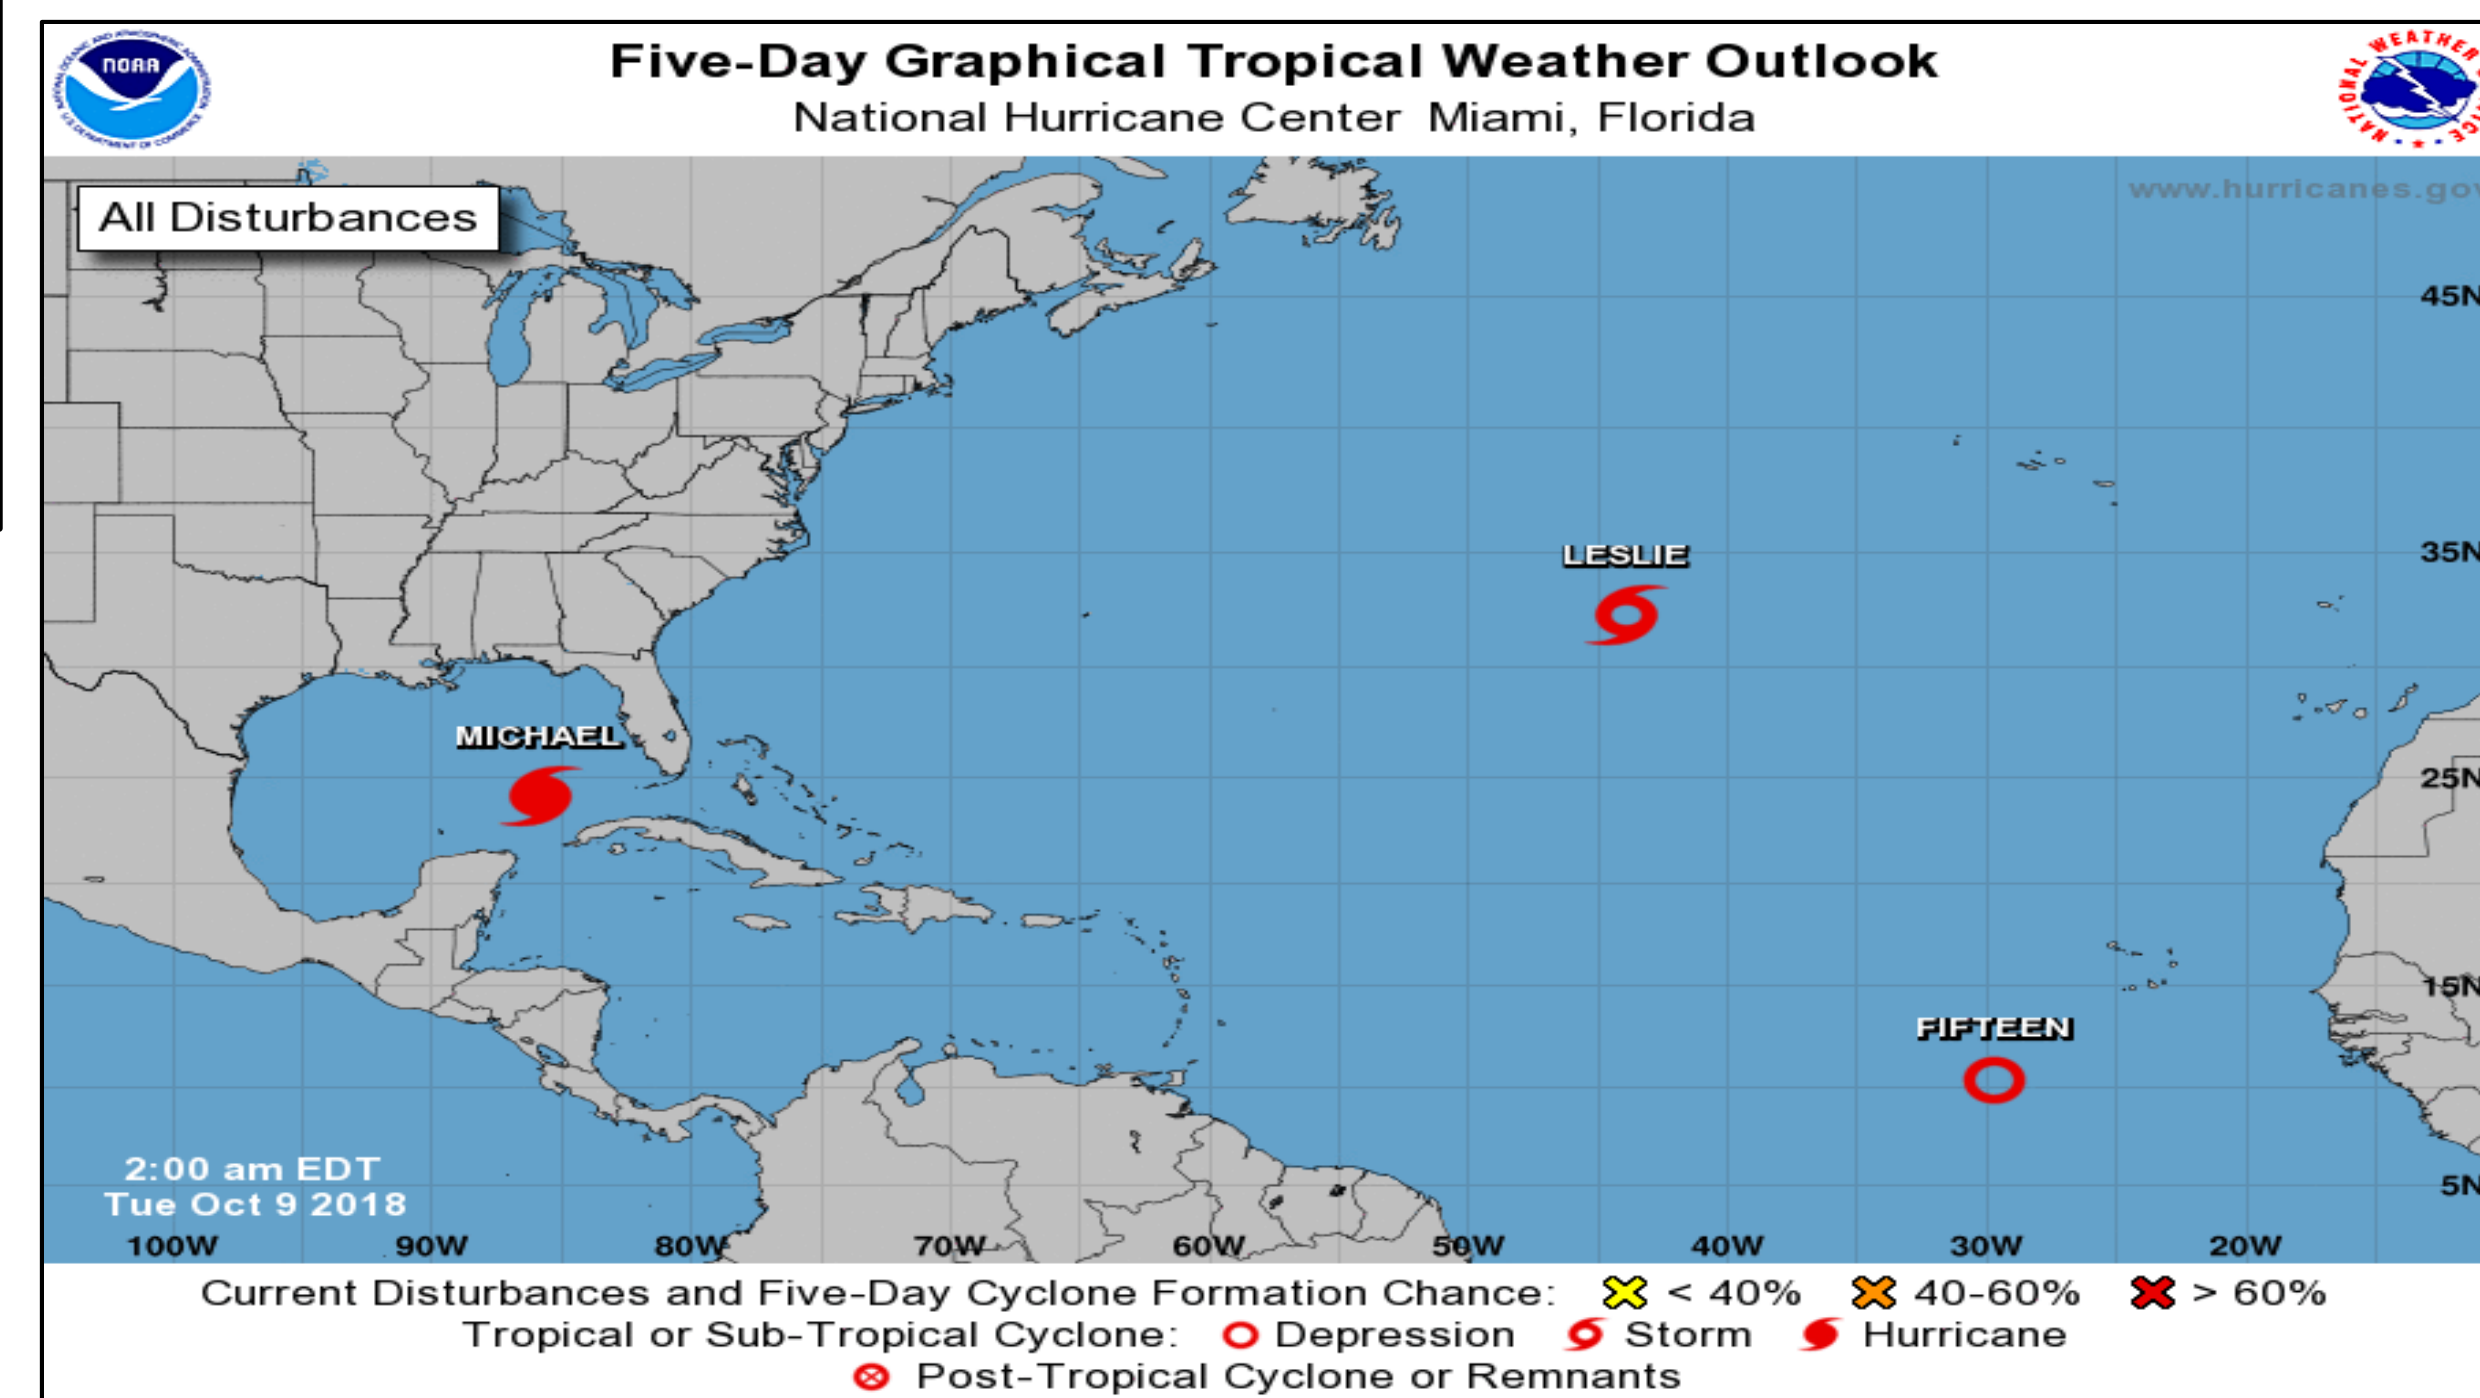 NOAA
Five-Day Graphical Tropical Weather Outlook
National Hurricane Center Miami, Florida
NATIONAL WEATHER
All Disturbances
www.hurricanes.gov
45N
35N
LESLIE
MICHAEL
25N
15N
FIFTEEN
2:00 am EDT
Tue Oct 9 2018
5N
100W 90W 80W 70W 60W 50W 40W 30W 20W
Current Disturbances and Five-Day Cyclone Formation Chance: < 40% 40-60% > 60%
Tropical or Sub-Tropical Cyclone: Depression Storm Hurricane
Post-Tropical Cyclone or Remnants